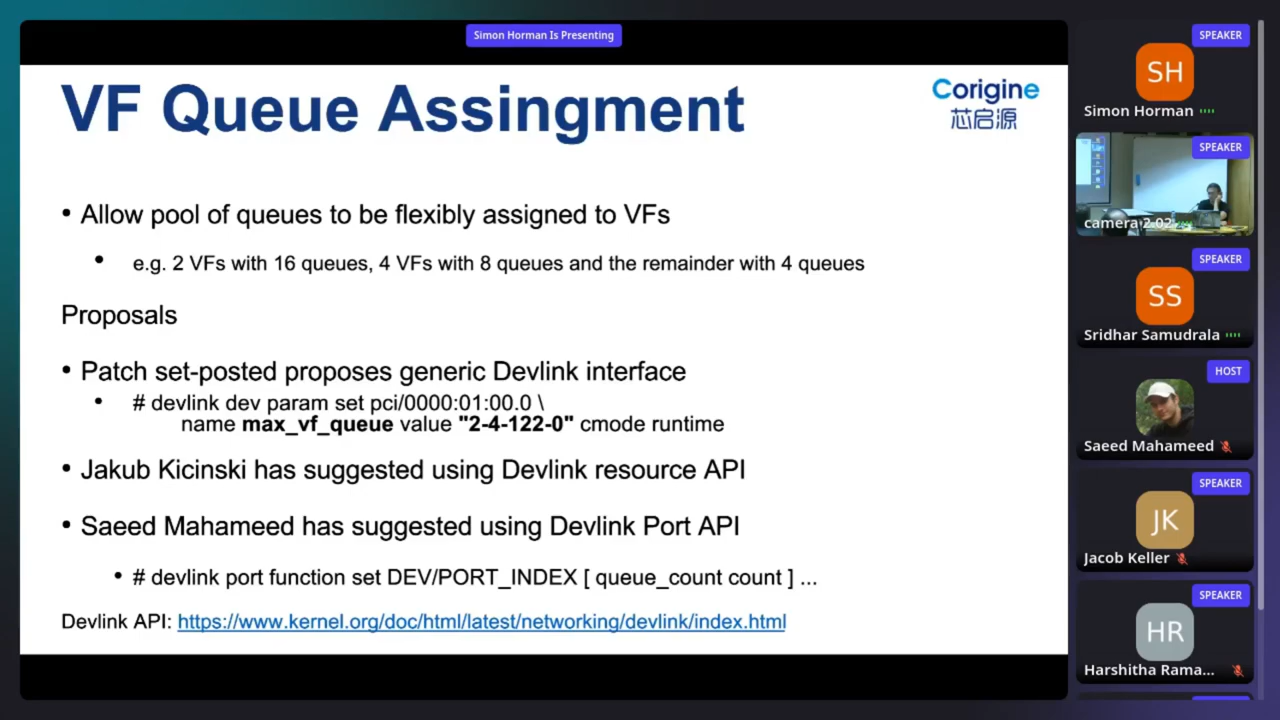 Simon Horman Is Presenting
VF Queue Assingment
Corigine
芯启源
• Allow pool of queues to be flexibly assigned to VFs
• e.g. 2 VFs with 16 queues, 4 VFs with 8 queues and the remainder with 4 queues
Proposals
• Patch set-posted proposes generic Devlink interface
• # devlink dev param set pci/0000:01:00.0 \
name max_vf_queue value "2-4-122-0" cmode runtime
• Jakub Kicinski has suggested using Devlink resource API
• Saeed Mahameed has suggested using Devlink Port API
• # devlink port function set DEV/PORT_INDEX [ queue_count count ] ...
Devlink API: https://www.kernel.org/doc/html/latest/networking/devlink/index.html
SPEAKER
SH
Simon Horman
SPEAKER
camera 2.02
SPEAKER
SS
Sridhar Samudrala
HOST
Saeed Mahameed
SPEAKER
JK
Jacob Keller
SPEAKER
HR
Harshitha Rama...